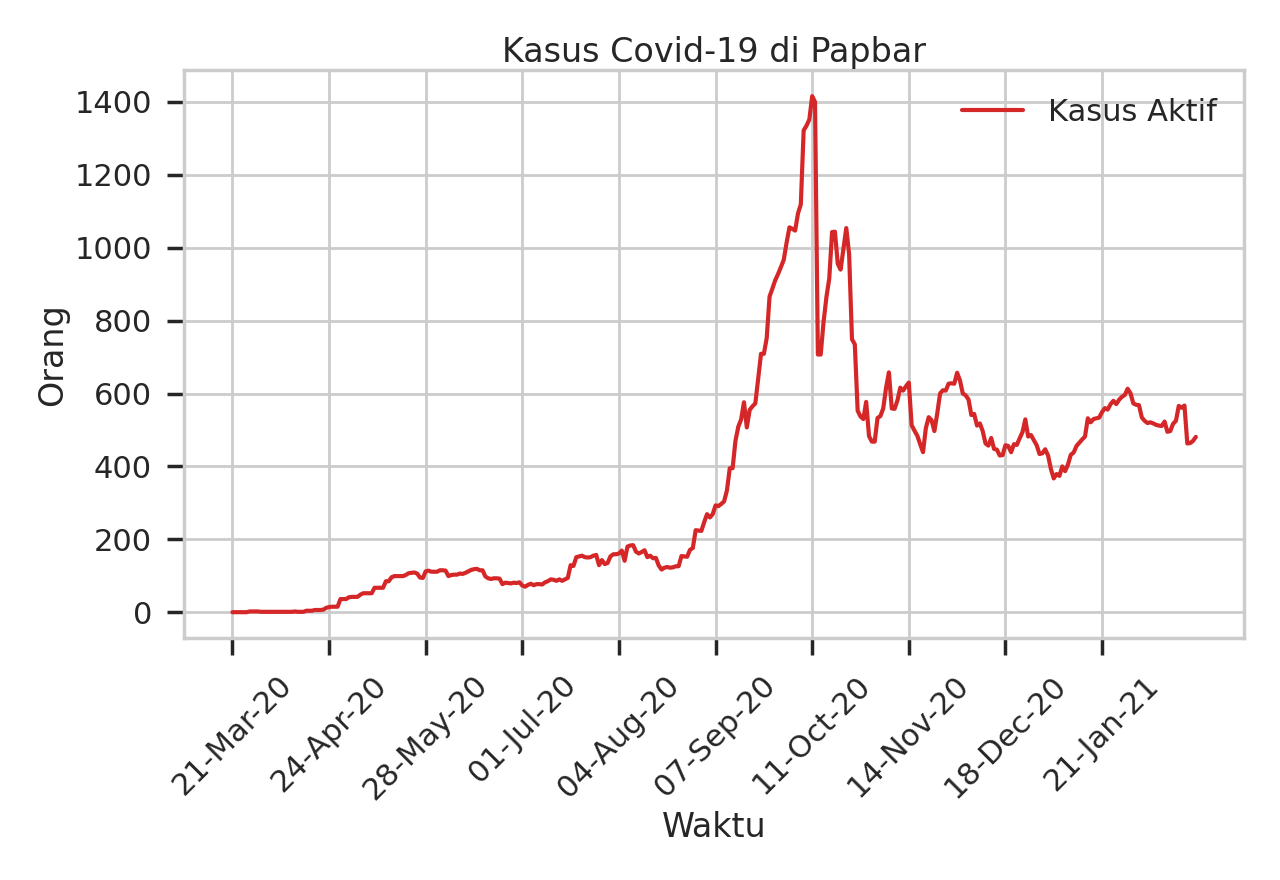 Kasus Covid-19 di Papbar
Kasus Aktif
1400
1200
1000
800
600
400
200
0
Orang
21-Mar-20
24-Apr-20
28-May-20
01-Jul-20
04-Aug-20
07-Sep-20
11-Oct-20
14-Nov-20
18-Dec-20
21-Jan-21
Waktu